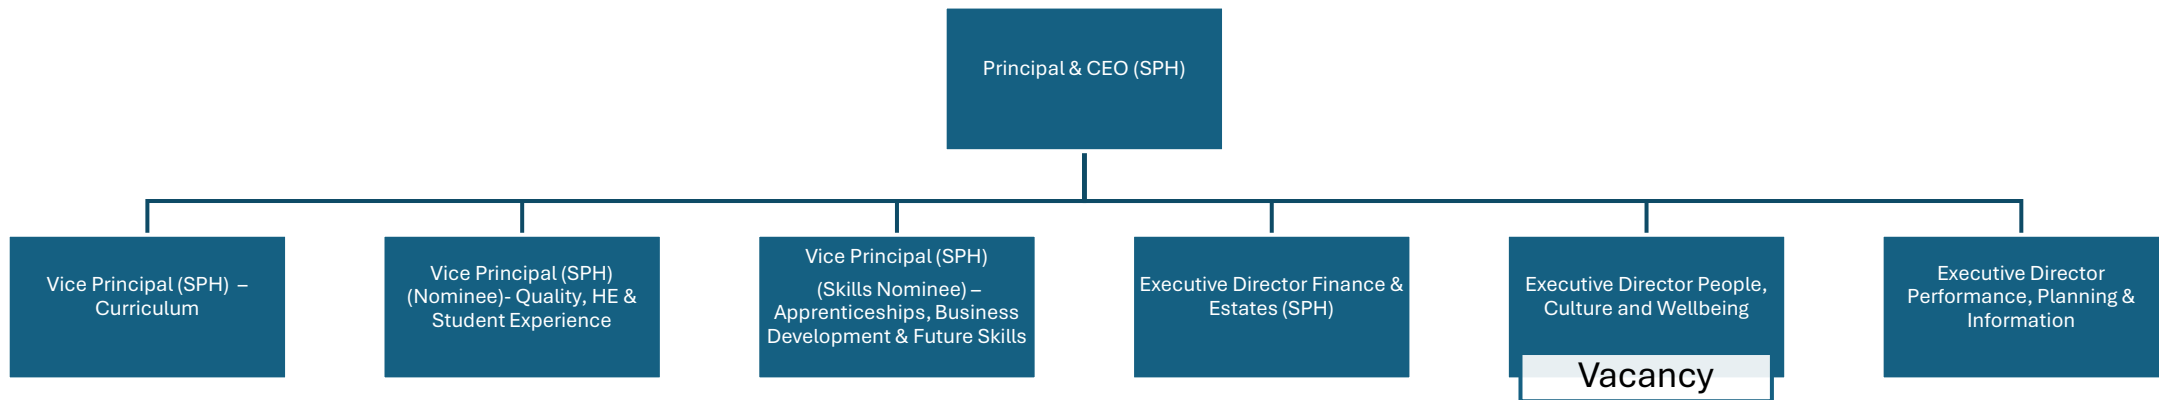 Principal & CEO (SPH)
Vice Principal (SPH) –
Curriculum
Vice Principal (SPH)
(Nominee)- Quality, HE &
Student Experience
Vice Principal (SPH)
(Skills Nominee) –
Apprenticeships, Business
Development & Future Skills
Executive Director Finance &
Estates (SPH)
Executive Director People,
Culture and Wellbeing
Vacancy
Executive Director
Performance, Planning &
Information